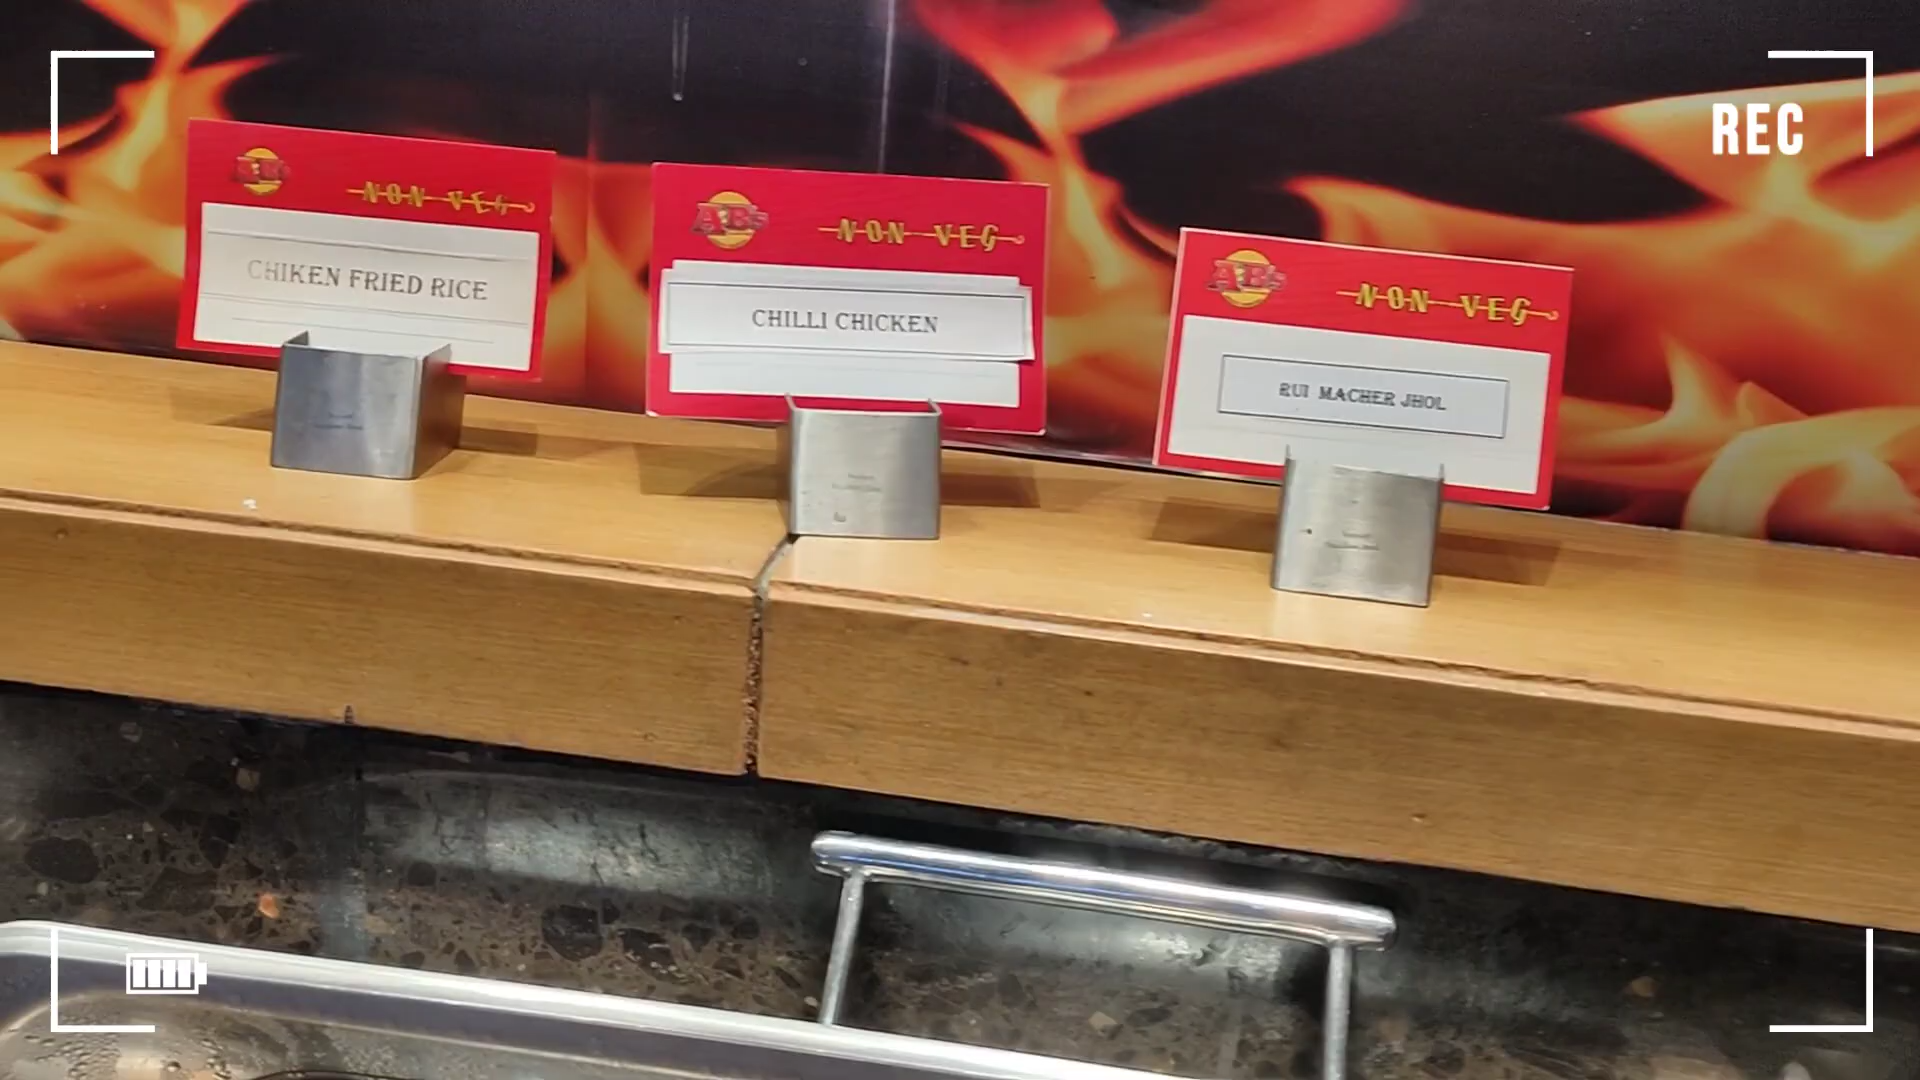 REC
AB's
NON VEG
CHIKEN FRIED RICE
AB's
NON VEG
CHILLI CHICKEN
AB's
NON VEG
RUI MACHER JHOL